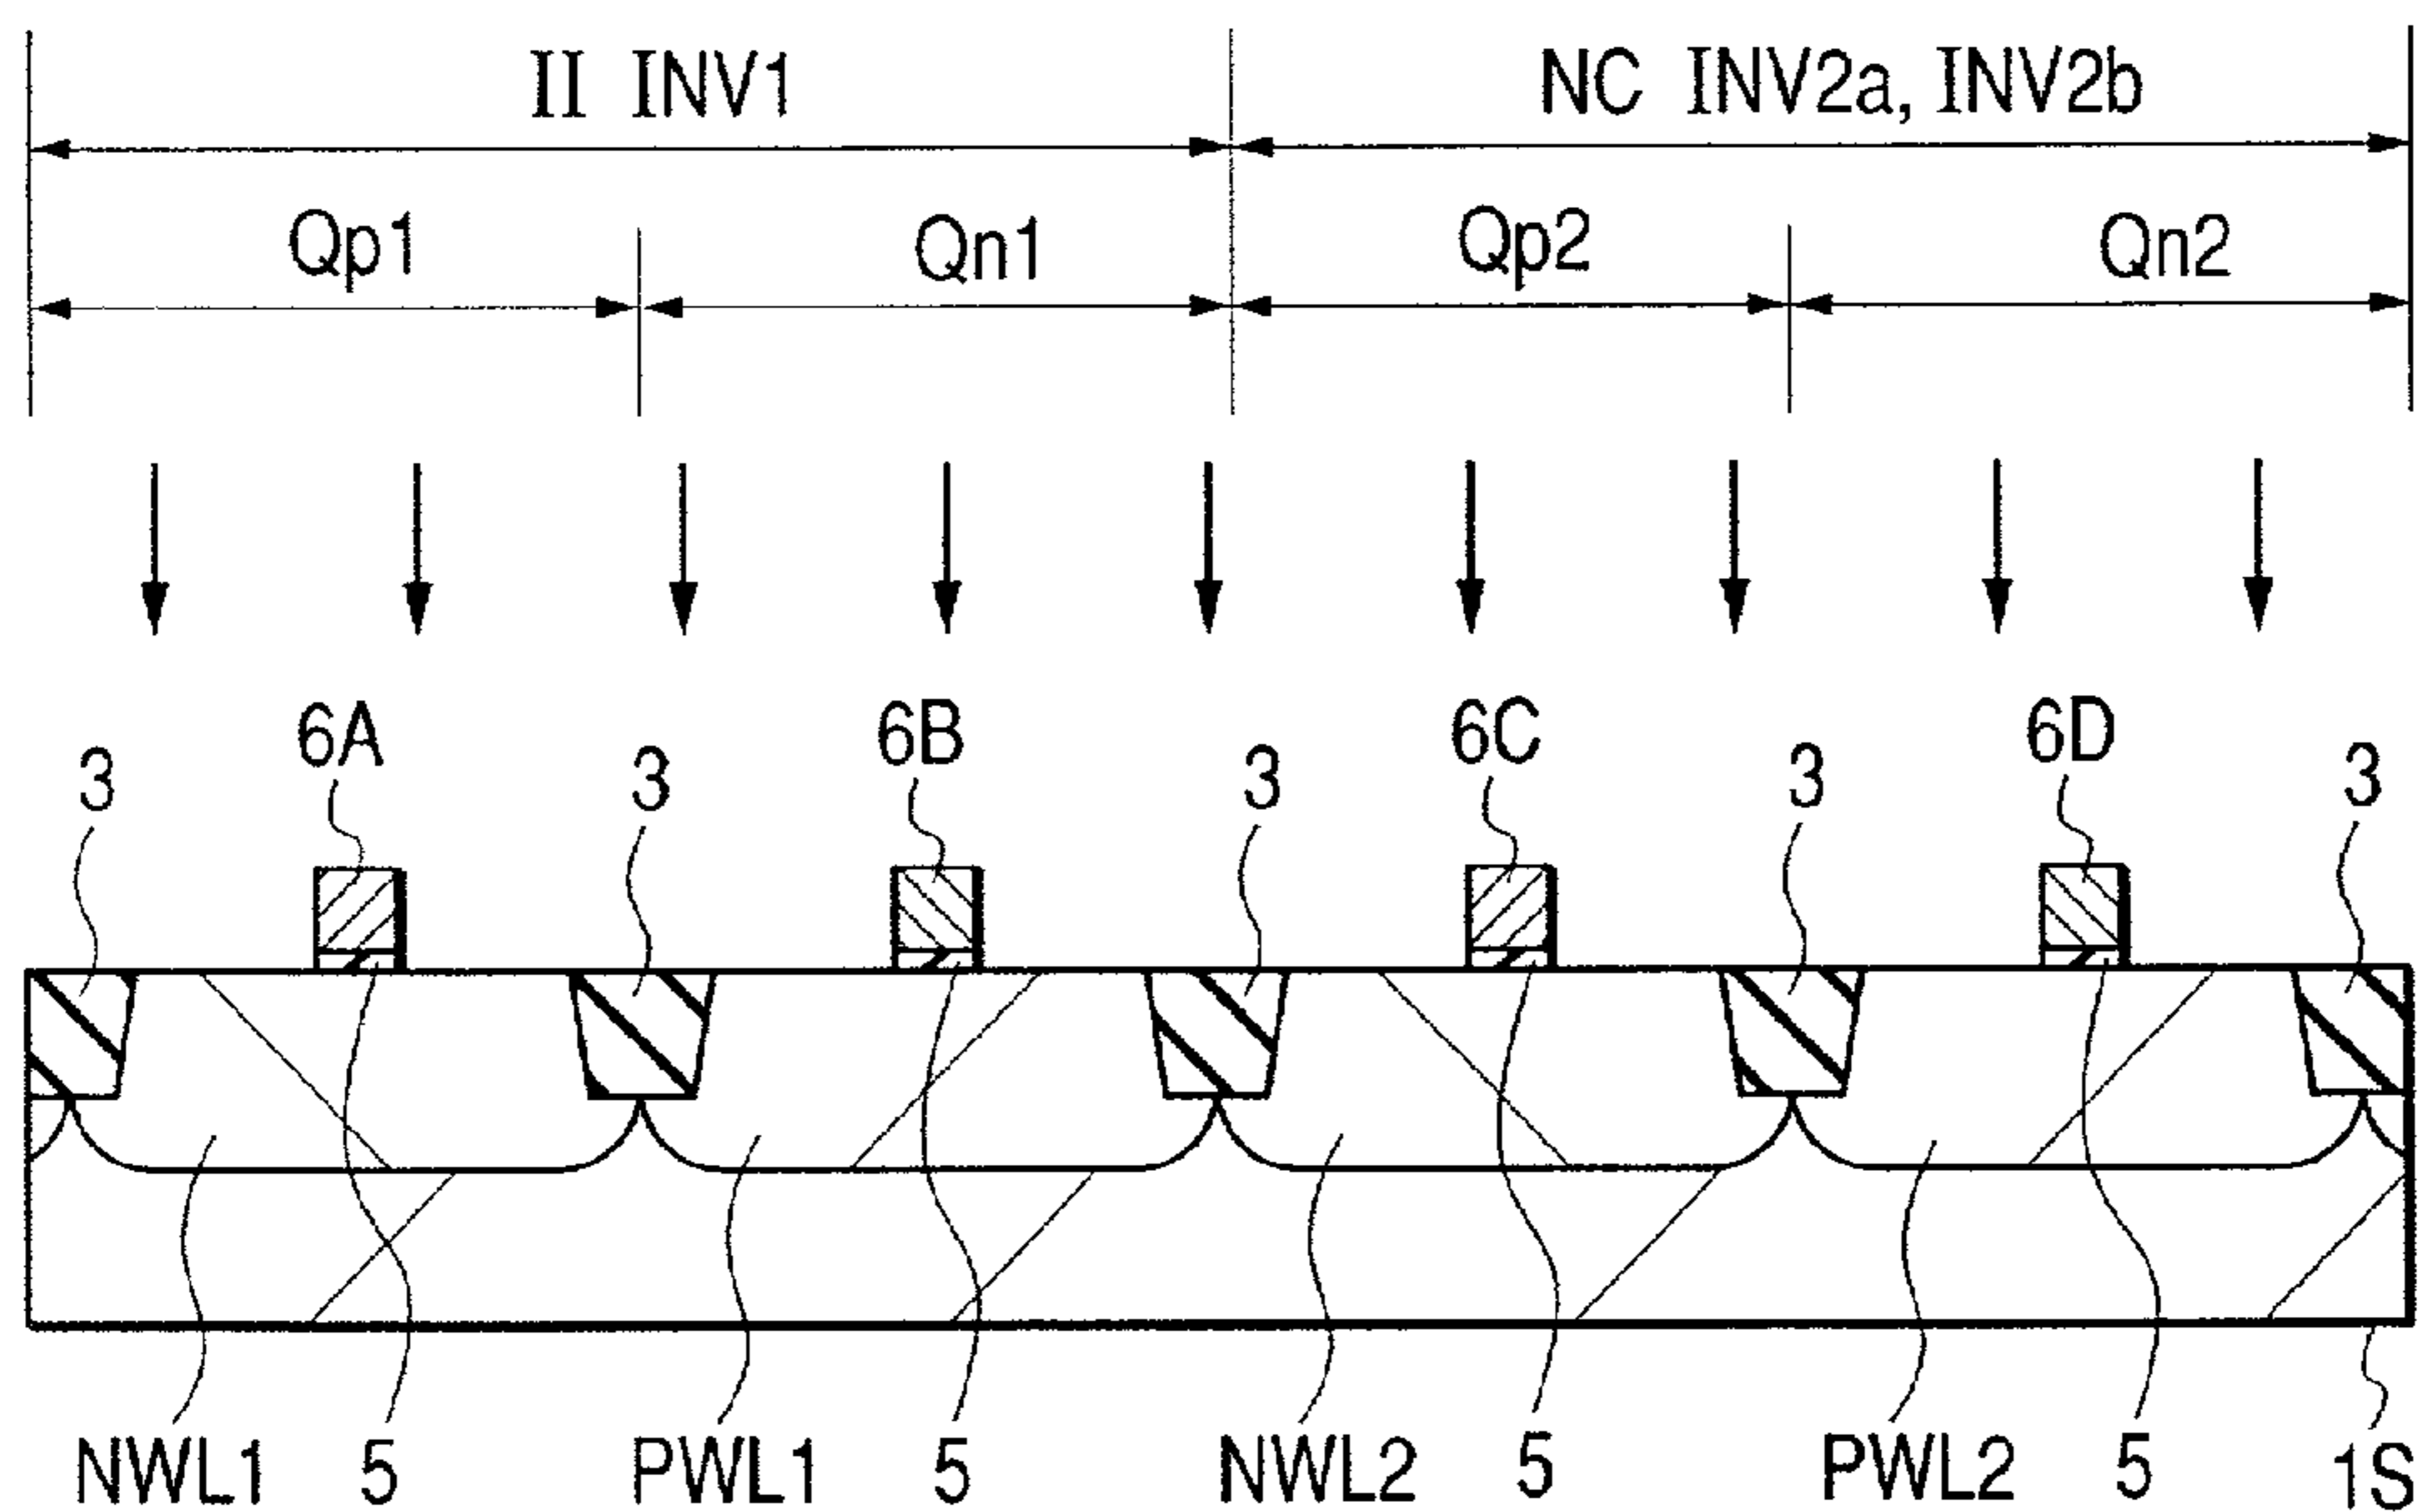 II INV1 NC INV2a, INV2b
Qp1 Qn1 Qp2 Qn2
6A 6B 6C 6D
3 3 3 3 3
NWL1 5 PWL1 5 NWL2 5 PWL2 5 1S